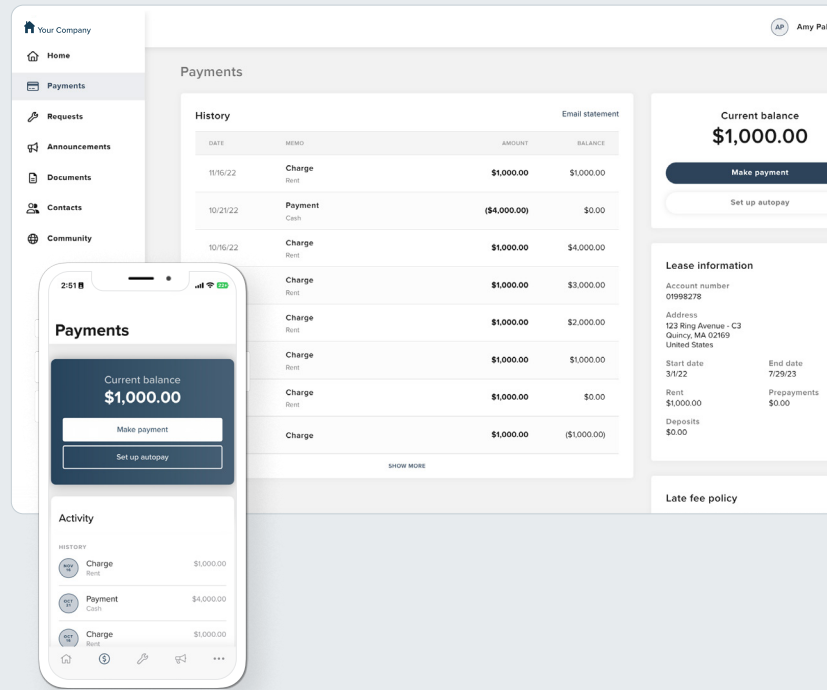 Your Company
AP Amy Pal
Home
Payments
Requests
Announcements
Documents
Contacts
Community
Payments
History Email statement
DATE MEMO AMOUNT BALANCE
11/16/22 Charge $1,000.00 $1,000.00
Rent
10/21/22 Payment ($4,000.00) $0.00
Cash
10/16/22 Charge $1,000.00 $4,000.00
Rent
Charge $1,000.00 $3,000.00
Rent
Charge $1,000.00 $2,000.00
Rent
Charge $1,000.00 $1,000.00
Rent
Charge $1,000.00 $0.00
Rent
Charge $1,000.00 ($1,000.00)
SHOW MORE
Current balance
$1,000.00
Make payment
Set up autopay
Lease information
Account number
01998278
Address
123 Ring Avenue - C3
Quincy, MA 02169
United States
Start date End date
3/1/22 7/29/23
Rent Prepayments
$1,000.00 $0.00
Deposits
$0.00
Late fee policy
2:51
Payments
Current balance
$1,000.00
Make payment
Set up autopay
Activity
HISTORY
NOV Charge $1,000.00
16 Rent
OCT Payment $4,000.00
21 Cash
OCT Charge $1,000.00
16 Rent